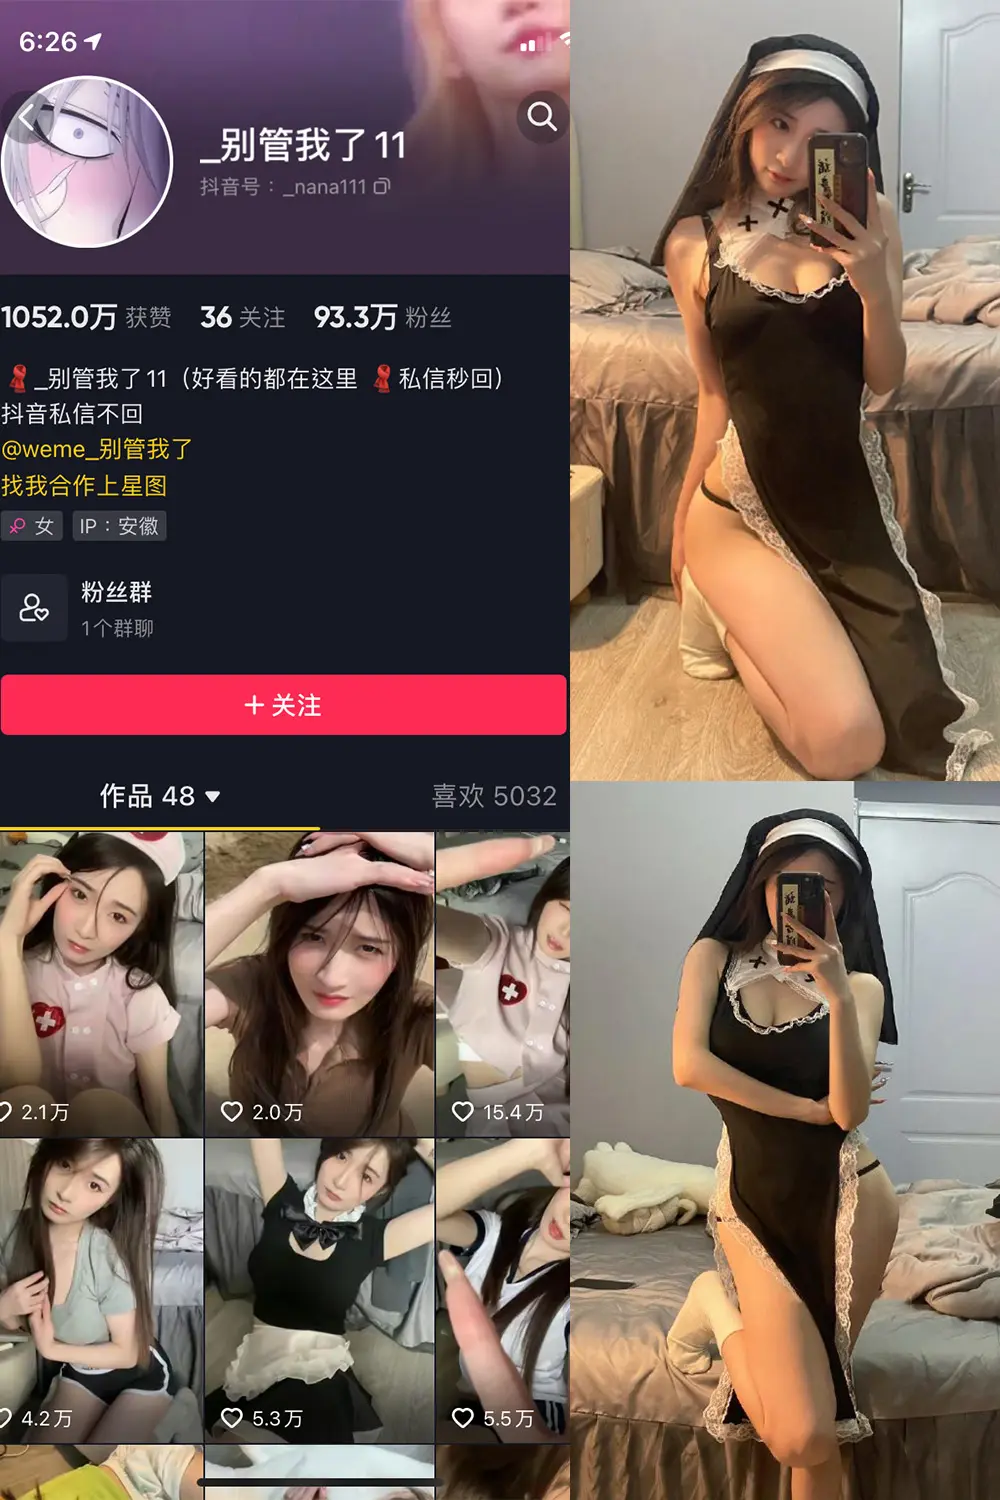 6:26
_别管我了11
抖音号：_nana111
1052.0万 获赞 36 关注 93.3万 粉丝
_别管我了11（好看的都在这里 私信秒回）
抖音私信不回
@weme_别管我了
找我合作上星图
女 IP：安徽
粉丝群
1个群聊
+ 关注
作品 48 喜欢 5032
2.1万 2.0万 15.4万
4.2万 5.3万 5.5万